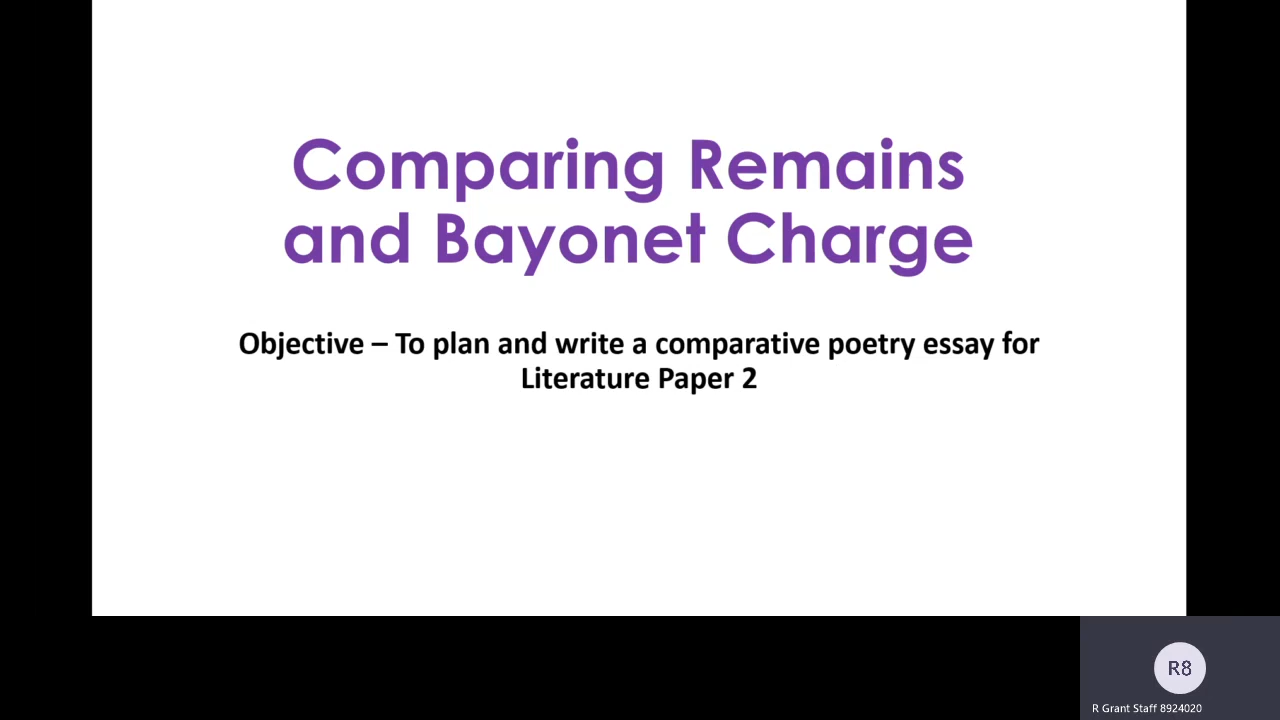 Comparing Remains
and Bayonet Charge
Objective – To plan and write a comparative poetry essay for
Literature Paper 2
R8
R Grant Staff 8924020